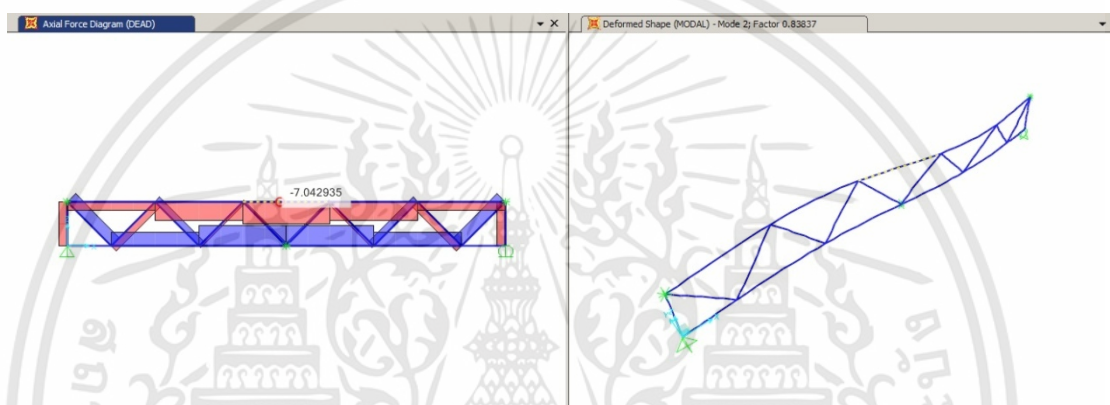 Axial Force Diagram (DEAD)
Deformed Shape (MODAL) - Mode 2; Factor 0.83837
-7.042935